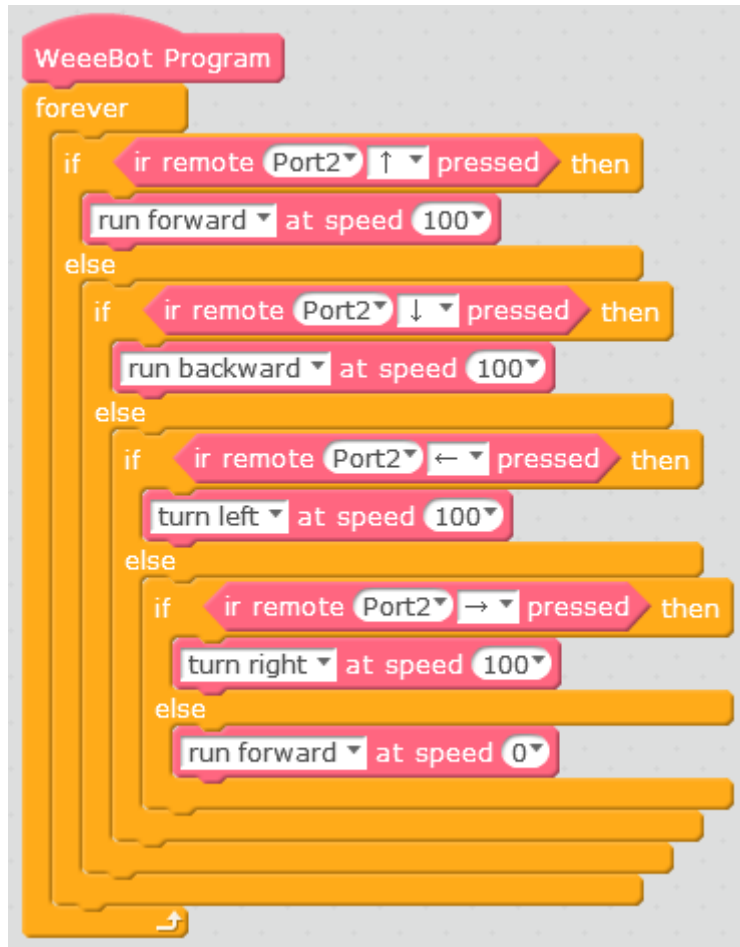 WeeeBot Program
forever
if ir remote Port2 ↑ pressed then
run forward at speed 100
else
if ir remote Port2 ↓ pressed then
run backward at speed 100
else
if ir remote Port2 ← pressed then
turn left at speed 100
else
if ir remote Port2 → pressed then
turn right at speed 100
else
run forward at speed 0